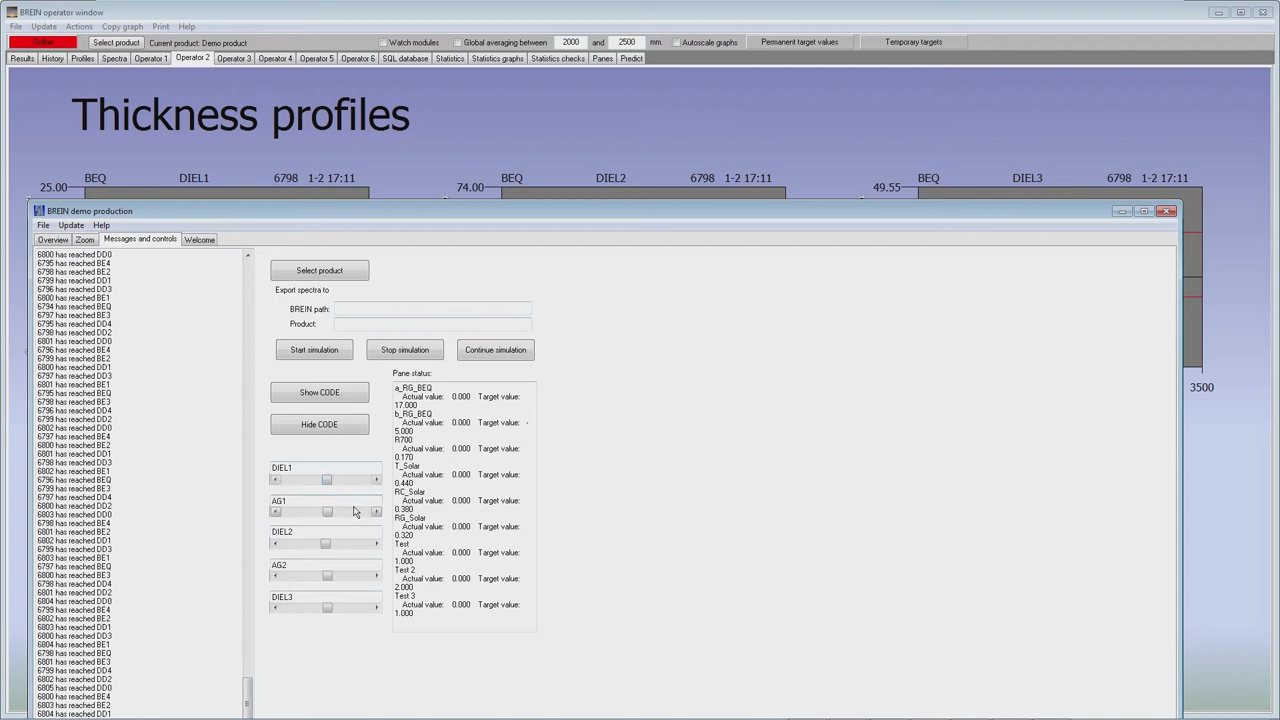 BREIN operator window
File Update Actions Copy graph Print Help
Select product Current product: Demo product Watch modules Global averaging between 2000 and 2500 mm. Autoscale graphs Permanent target values Temporary targets
Results History Profiles Spectra Operator 1 Operator 2 Operator 3 Operator 4 Operator 5 Operator 6 SQL database Statistics Statistics graphs Statistics checks Panes Predict
Thickness profiles
BEQ DIEL1 6798 1-2 17:11 BEQ DIEL2 6798 1-2 17:11 BEQ DIEL3 6798 1-2 17:11
25.00 74.00 49.55
3500
BREIN demo production
File Update Help
Overview Zoom Messages and controls Welcome
6800 has reached DD0
6795 has reached BE4
6798 has reached BE2
6799 has reached DD1
6796 has reached DD3
6800 has reached BE1
6794 has reached BEQ
6797 has reached BE3
6795 has reached DD4
6798 has reached DD2
6801 has reached DD0
6796 has reached BE4
6799 has reached BE2
6800 has reached DD1
6797 has reached DD3
6801 has reached BE1
6795 has reached BEQ
6798 has reached BE3
6796 has reached DD4
6799 has reached DD2
6802 has reached DD0
6797 has reached BE4
6800 has reached BE2
6801 has reached DD1
6798 has reached DD3
6802 has reached BE1
6796 has reached BEQ
6799 has reached BE3
6797 has reached DD4
6800 has reached DD2
6803 has reached DD0
6798 has reached BE4
6801 has reached BE2
6802 has reached DD1
6799 has reached DD3
6803 has reached BE1
6797 has reached BEQ
6800 has reached BE3
6798 has reached DD4
6801 has reached DD2
6804 has reached DD0
6799 has reached BE4
6802 has reached BE2
6803 has reached DD1
6800 has reached DD3
6804 has reached BE1
6798 has reached BEQ
6801 has reached BE3
6799 has reached DD4
6802 has reached DD2
6805 has reached DD0
6800 has reached BE4
6803 has reached BE2
6804 has reached DD1
Select product
Export spectra to
BREIN path:
Product:
Start simulation Stop simulation Continue simulation
Show CODE
Hide CODE
DIEL1
AG1
DIEL2
AG2
DIEL3
Pane status:
a_RG_BEQ
Actual value: 0.000 Target value:
17.000
b_RG_BEQ
Actual value: 0.000 Target value: -
5.000
R700
Actual value: 0.000 Target value:
0.170
T_Solar
Actual value: 0.000 Target value:
0.440
RC_Solar
Actual value: 0.000 Target value:
0.380
RG_Solar
Actual value: 0.000 Target value:
0.320
Test
Actual value: 0.000 Target value:
1.000
Test 2
Actual value: 0.000 Target value:
2.000
Test 3
Actual value: 0.000 Target value:
1.000